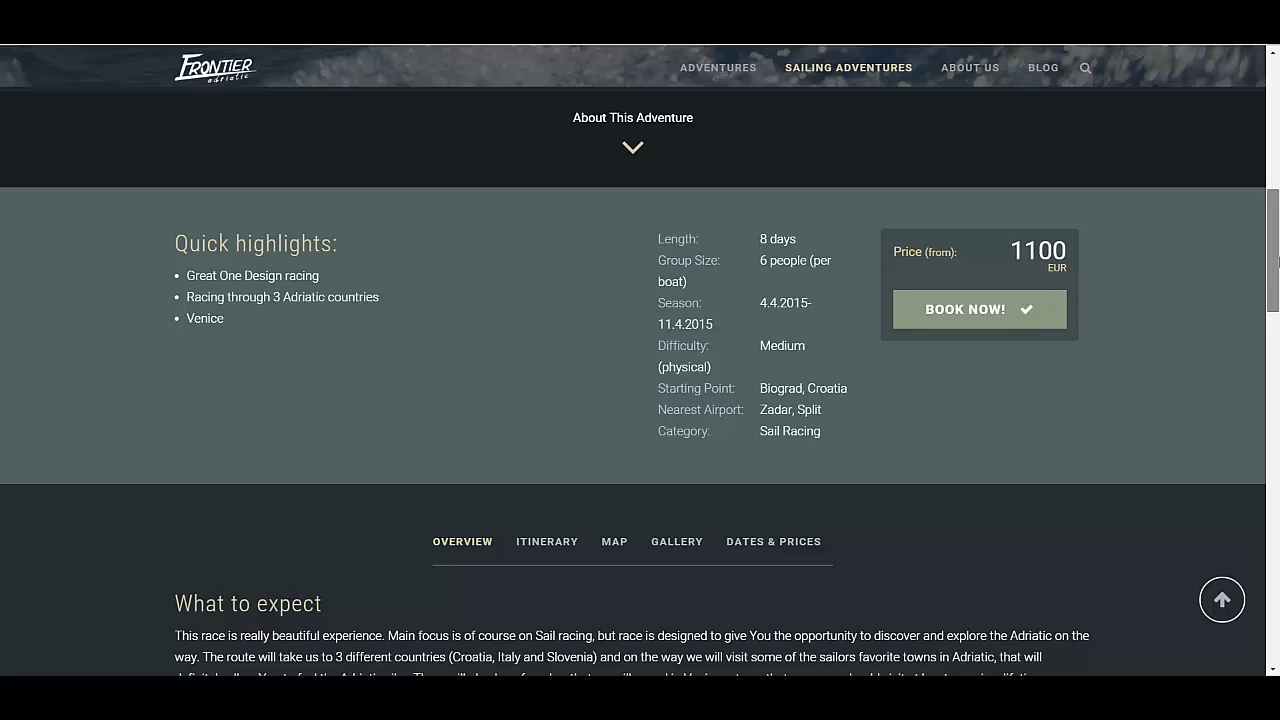 FRONTIER
adriatic
ADVENTURES SAILING ADVENTURES ABOUT US BLOG
About This Adventure
Quick highlights:
Great One Design racing
Racing through 3 Adriatic countries
Venice
Length: 8 days
Group Size: 6 people (per
boat)
Season: 4.4.2015-
11.4.2015
Difficulty: Medium
(physical)
Starting Point: Biograd, Croatia
Nearest Airport: Zadar, Split
Category: Sail Racing
Price (from): 1100
EUR
BOOK NOW!
OVERVIEW ITINERARY MAP GALLERY DATES & PRICES
What to expect
This race is really beautiful experience. Main focus is of course on Sail racing, but race is designed to give You the opportunity to discover and explore the Adriatic on the
way. The route will take us to 3 different countries (Croatia, Italy and Slovenia) and on the way we will visit some of the sailors favorite towns in Adriatic, that will